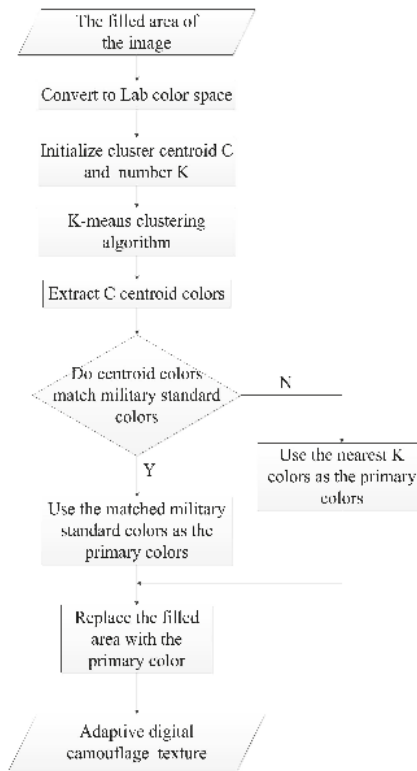 The filled area of
the image
Convert to Lab color space
Initialize cluster centroid C
and number K
K-means clustering
algorithm
Extract C centroid colors
Do centroid colors
match military standard
colors
N
Y
Use the nearest K
colors as the primary
colors
Use the matched military
standard colors as the
primary colors
Replace the filled
area with the
primary color
Adaptive digital
camouflage texture